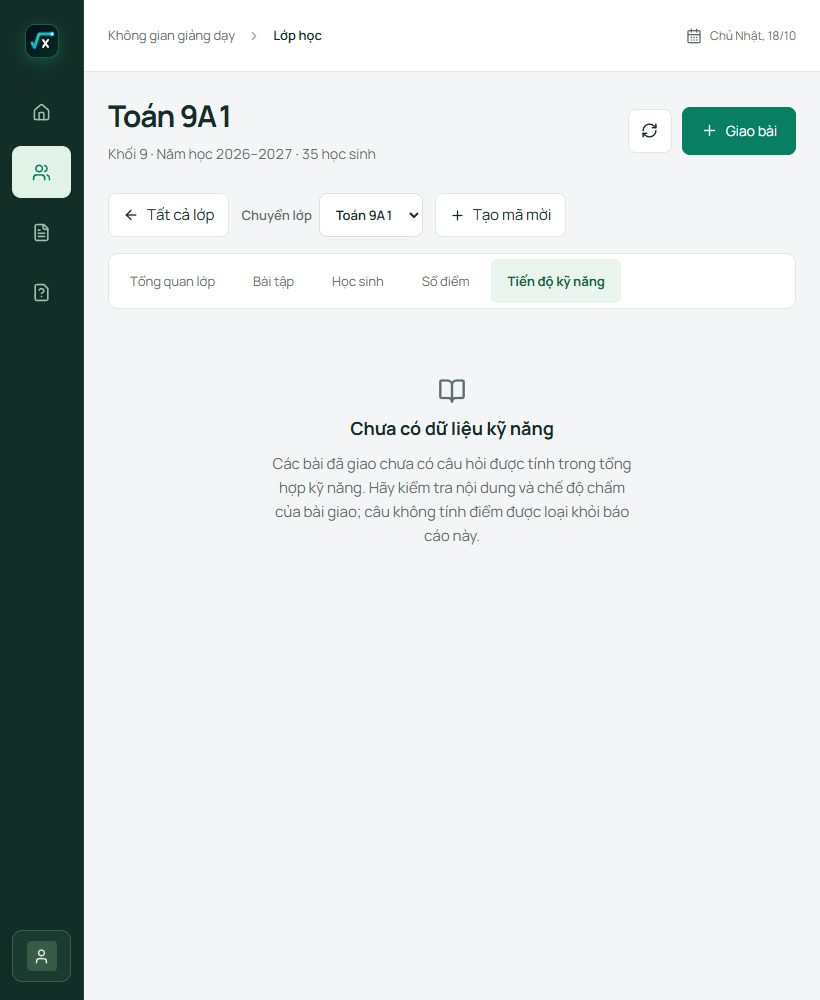 Không gian giảng dạy
Lớp học
Chủ Nhật, 18/10
Toán 9A1
Khối 9 · Năm học 2026–2027 · 35 học sinh
Giao bài
Tất cả lớp
Chuyển lớp
Toán 9A1
Tạo mã mới
Tổng quan lớp
Bài tập
Học sinh
Sổ điểm
Tiến độ kỹ năng
Chưa có dữ liệu kỹ năng
Các bài đã giao chưa có câu hỏi được tính trong tổng
hợp kỹ năng. Hãy kiểm tra nội dung và chế độ chấm
của bài giao; câu không tính điểm được loại khỏi báo
cáo này.